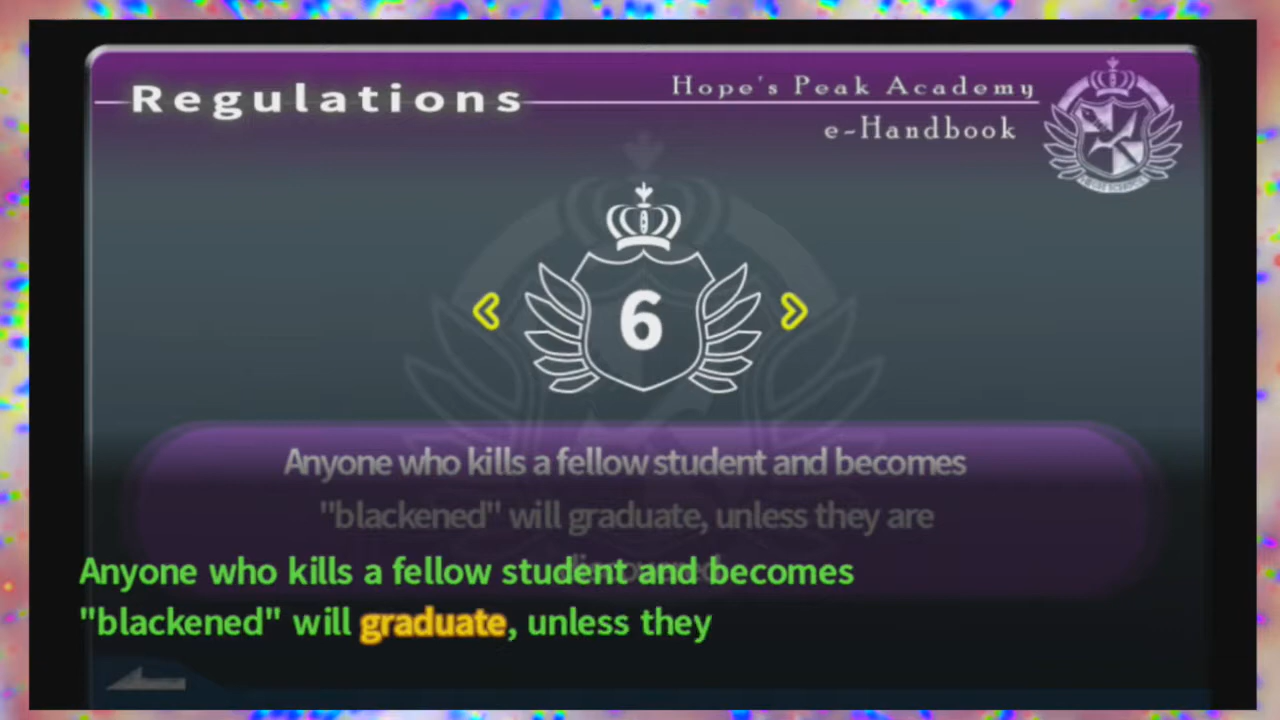 Regulations
Hope's Peak Academy
e-Handbook
6
Anyone who kills a fellow student and becomes
"blackened" will graduate, unless they are
Anyone who kills a fellow student and becomes
"blackened" will graduate, unless they